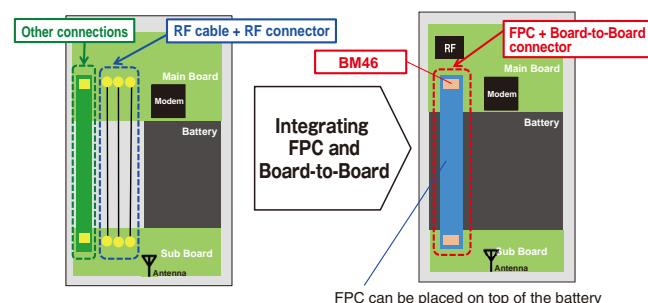 Other connections
RF cable + RF connector
Main Board
Modem
Battery
Sub Board
Antenna
Integrating
FPC and
Board-to-Board
BM46
FPC + Board-to-Board
connector
RF
Main Board
Modem
Battery
Sub Board
Antenna
FPC can be placed on top of the battery